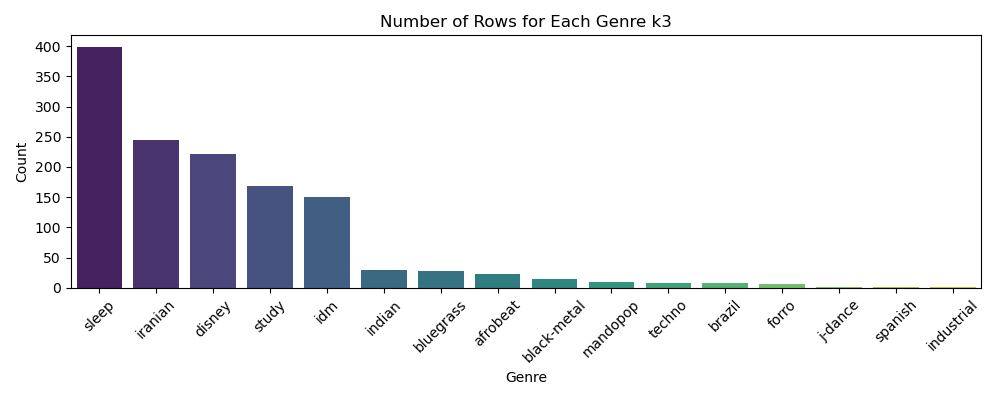 Number of Rows for Each Genre k3
Count
400
350
300
250
200
150
100
50
0
sleep
iranian
disney
study
idm
indian
bluegrass
afrobeat
black-metal
mandopop
techno
brazil
forro
j-dance
spanish
industrial
Genre